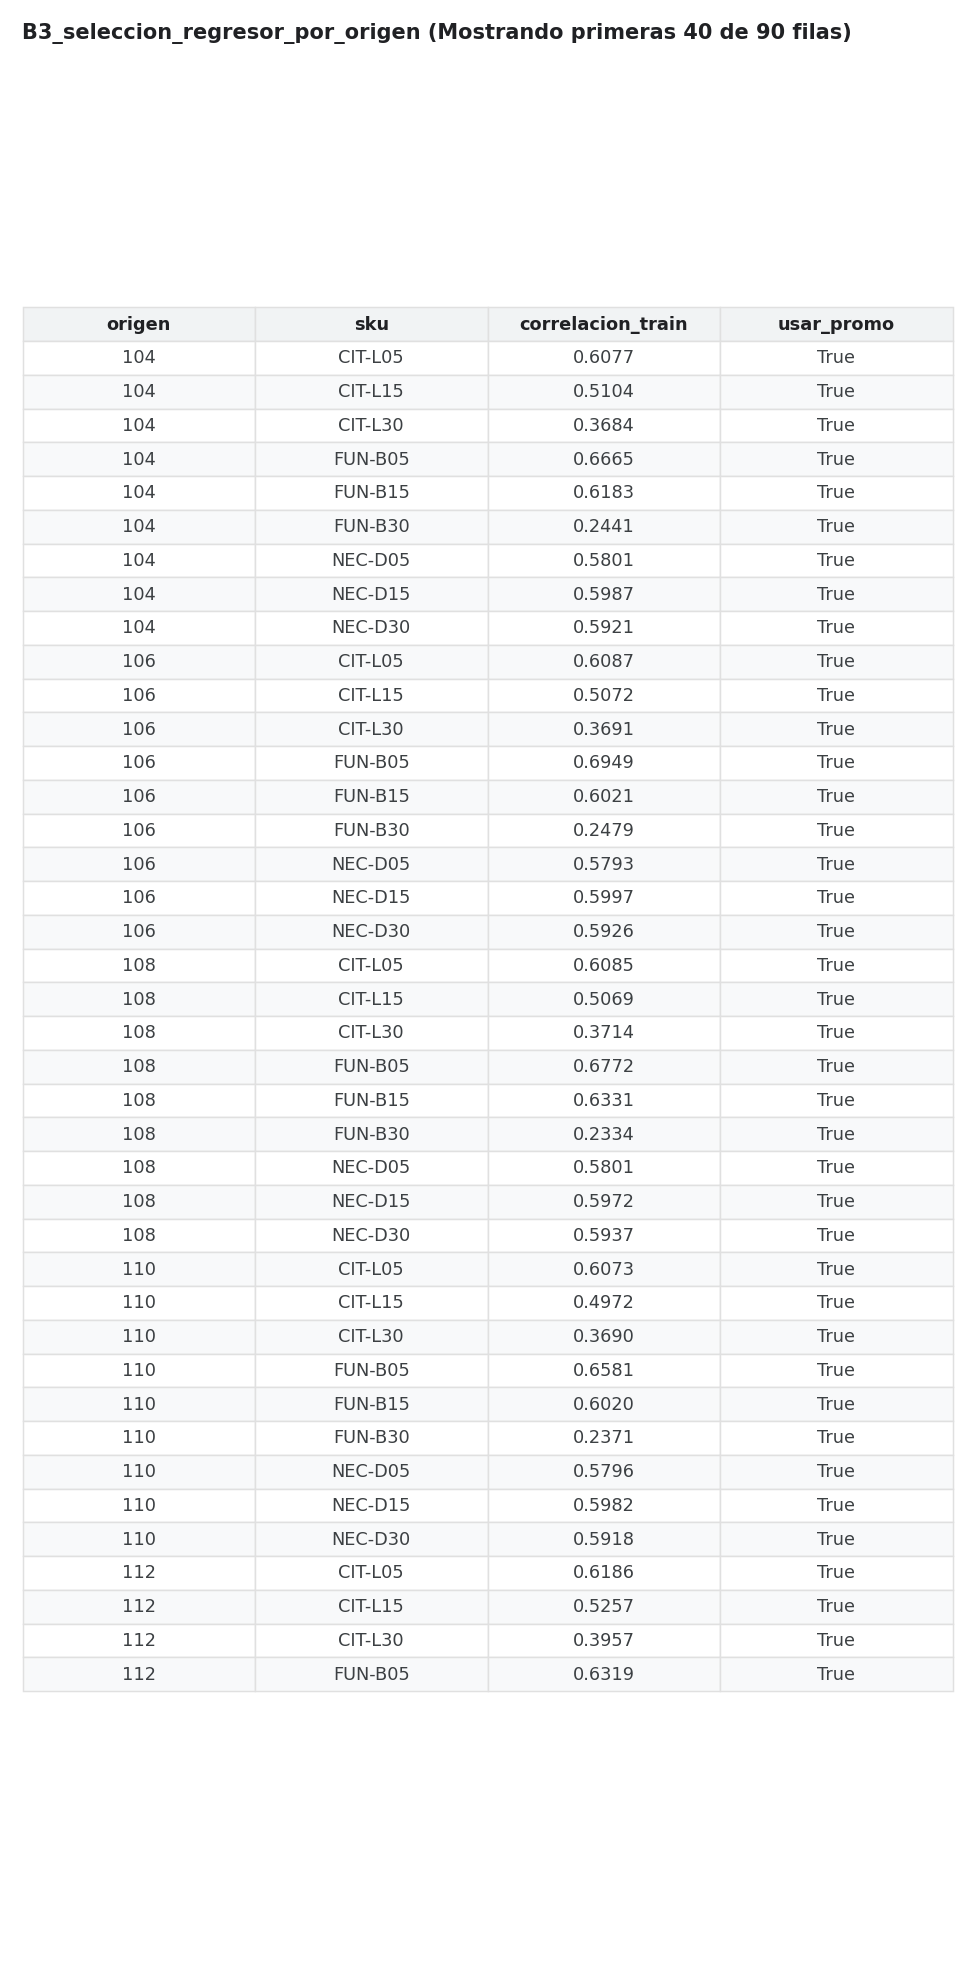 B3_seleccion_regresor_por_origen (Mostrando primeras 40 de 90 filas)
origen sku correlacion_train usar_promo
104 CIT-L05 0.6077 True
104 CIT-L15 0.5104 True
104 CIT-L30 0.3684 True
104 FUN-B05 0.6665 True
104 FUN-B15 0.6183 True
104 FUN-B30 0.2441 True
104 NEC-D05 0.5801 True
104 NEC-D15 0.5987 True
104 NEC-D30 0.5921 True
106 CIT-L05 0.6087 True
106 CIT-L15 0.5072 True
106 CIT-L30 0.3691 True
106 FUN-B05 0.6949 True
106 FUN-B15 0.6021 True
106 FUN-B30 0.2479 True
106 NEC-D05 0.5793 True
106 NEC-D15 0.5997 True
106 NEC-D30 0.5926 True
108 CIT-L05 0.6085 True
108 CIT-L15 0.5069 True
108 CIT-L30 0.3714 True
108 FUN-B05 0.6772 True
108 FUN-B15 0.6331 True
108 FUN-B30 0.2334 True
108 NEC-D05 0.5801 True
108 NEC-D15 0.5972 True
108 NEC-D30 0.5937 True
110 CIT-L05 0.6073 True
110 CIT-L15 0.4972 True
110 CIT-L30 0.3690 True
110 FUN-B05 0.6581 True
110 FUN-B15 0.6020 True
110 FUN-B30 0.2371 True
110 NEC-D05 0.5796 True
110 NEC-D15 0.5982 True
110 NEC-D30 0.5918 True
112 CIT-L05 0.6186 True
112 CIT-L15 0.5257 True
112 CIT-L30 0.3957 True
112 FUN-B05 0.6319 True